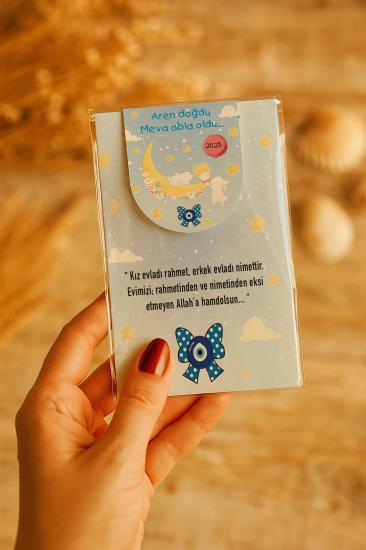 Aren doğdu
Meva abla oldu...
2025
" Kız evladı rahmet, erkek evladı nimettir.
Evimizi; rahmetinden ve nimetinden eksi
etmeyen Allah'a hamdolsun... "